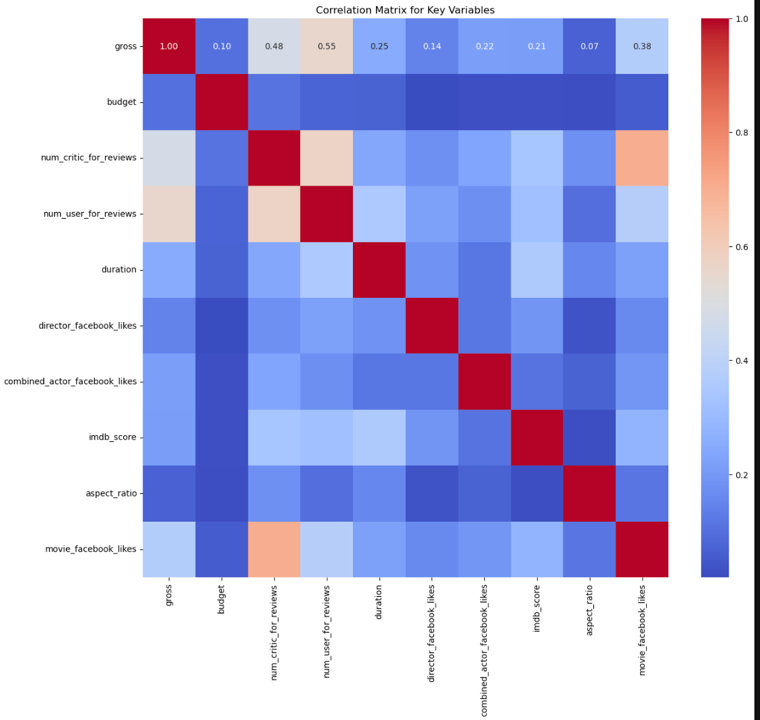 Correlation Matrix for Key Variables
gross
1.00 0.10 0.48 0.55 0.25 0.14 0.22 0.21 0.07 0.38
budget
num_critic_for_reviews
num_user_for_reviews
duration
director_facebook_likes
combined_actor_facebook_likes
imdb_score
aspect_ratio
movie_facebook_likes
gross
budget
num_critic_for_reviews
num_user_for_reviews
duration
director_facebook_likes
combined_actor_facebook_likes
imdb_score
aspect_ratio
movie_facebook_likes
1.0
0.8
0.6
0.4
0.2